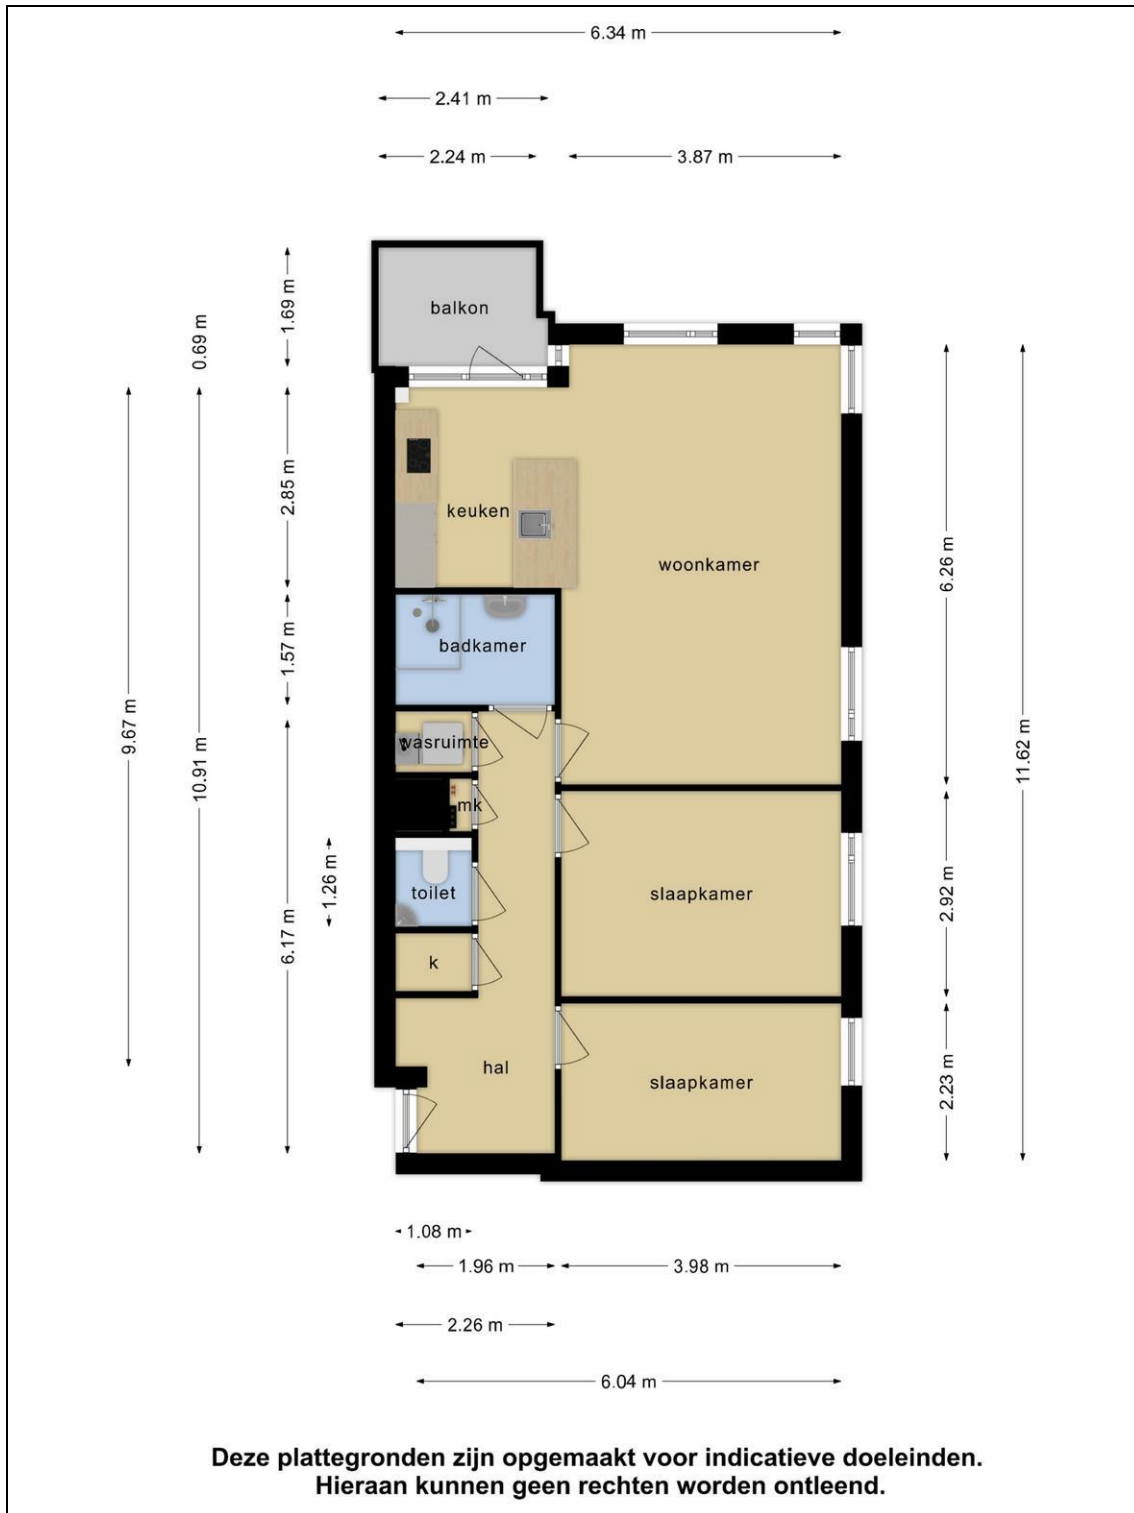 6.34 m
2.41 m
2.24 m
3.87 m
balkon
1.69 m
0.69 m
2.85 m
keuken
woonkamer
6.26 m
badkamer
1.57 m
9.67 m
10.91 m
11.62 m
wasruimte
mk
1.26 m
toilet
slaapkamer
2.92 m
6.17 m
k
hal
slaapkamer
2.23 m
1.08 m
1.96 m
3.98 m
2.26 m
6.04 m
Deze plattegronden zijn opgemaakt voor indicatieve doeleinden.
Hieraan kunnen geen rechten worden ontleend.